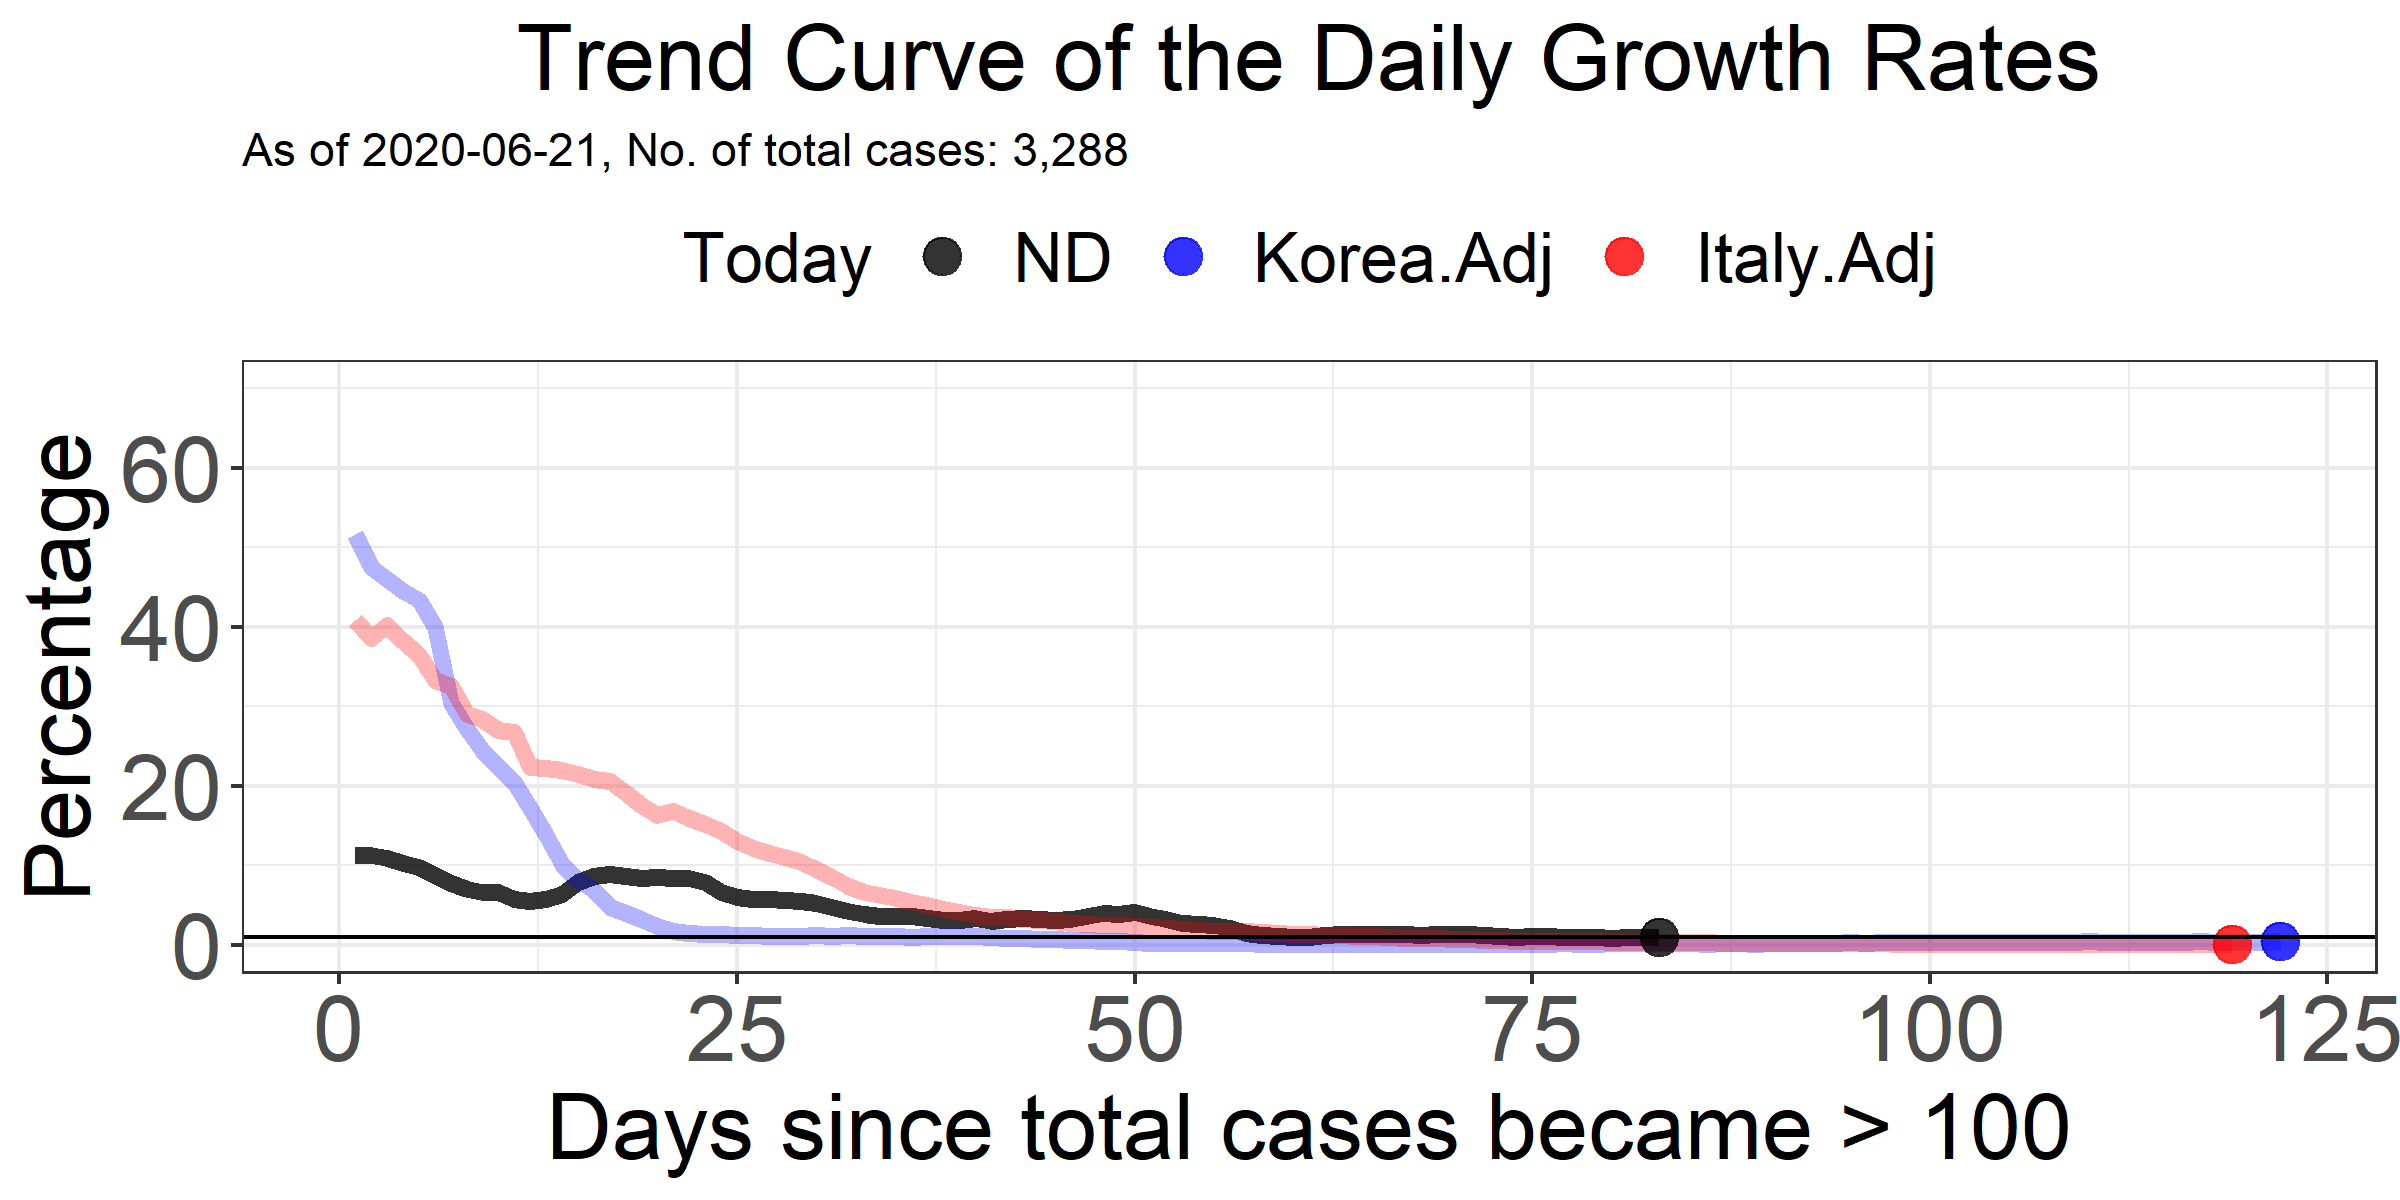 Trend Curve of the Daily Growth Rates
As of 2020-06-21, No. of total cases: 3,288
Today ND Korea.Adj Italy.Adj
Percentage
60
40
20
0
0 25 50 75 100 125
Days since total cases became > 100